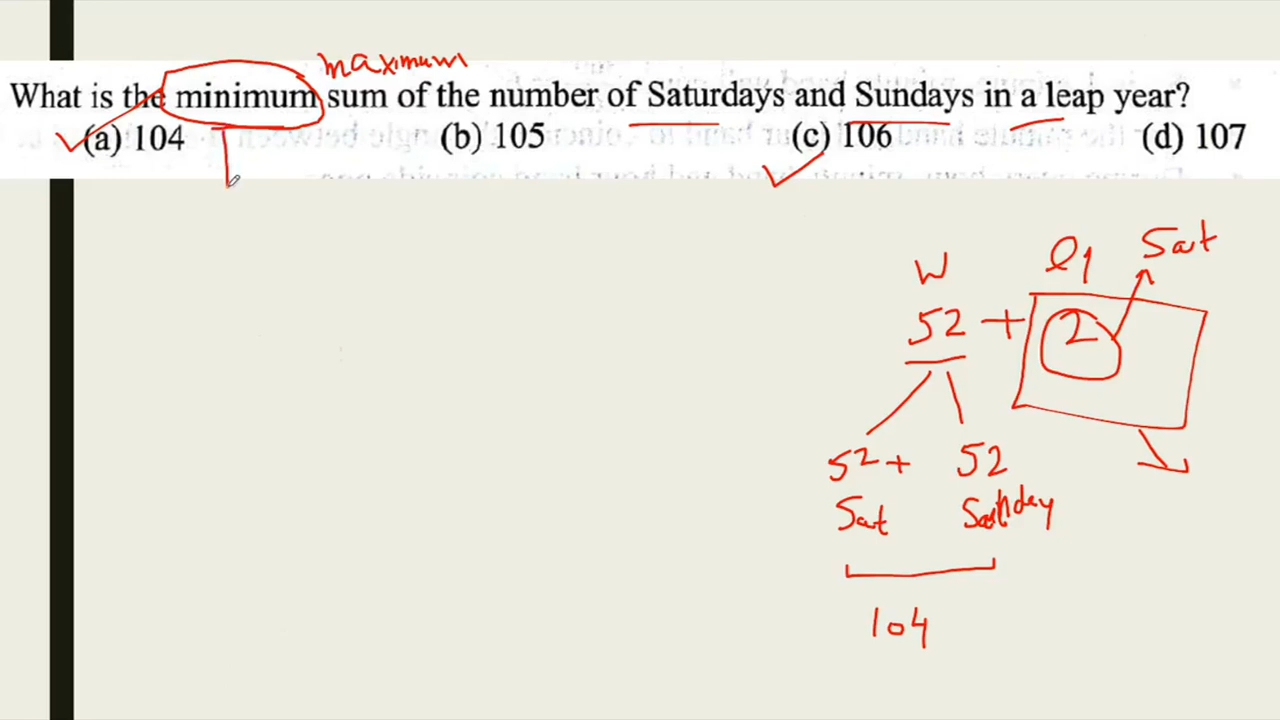 maximum
What is the minimum sum of the number of Saturdays and Sundays in a leap year?
(a) 104 (b) 105 (c) 106 (d) 107
Sat
W
52 + 2
52 + 52
Sat
104